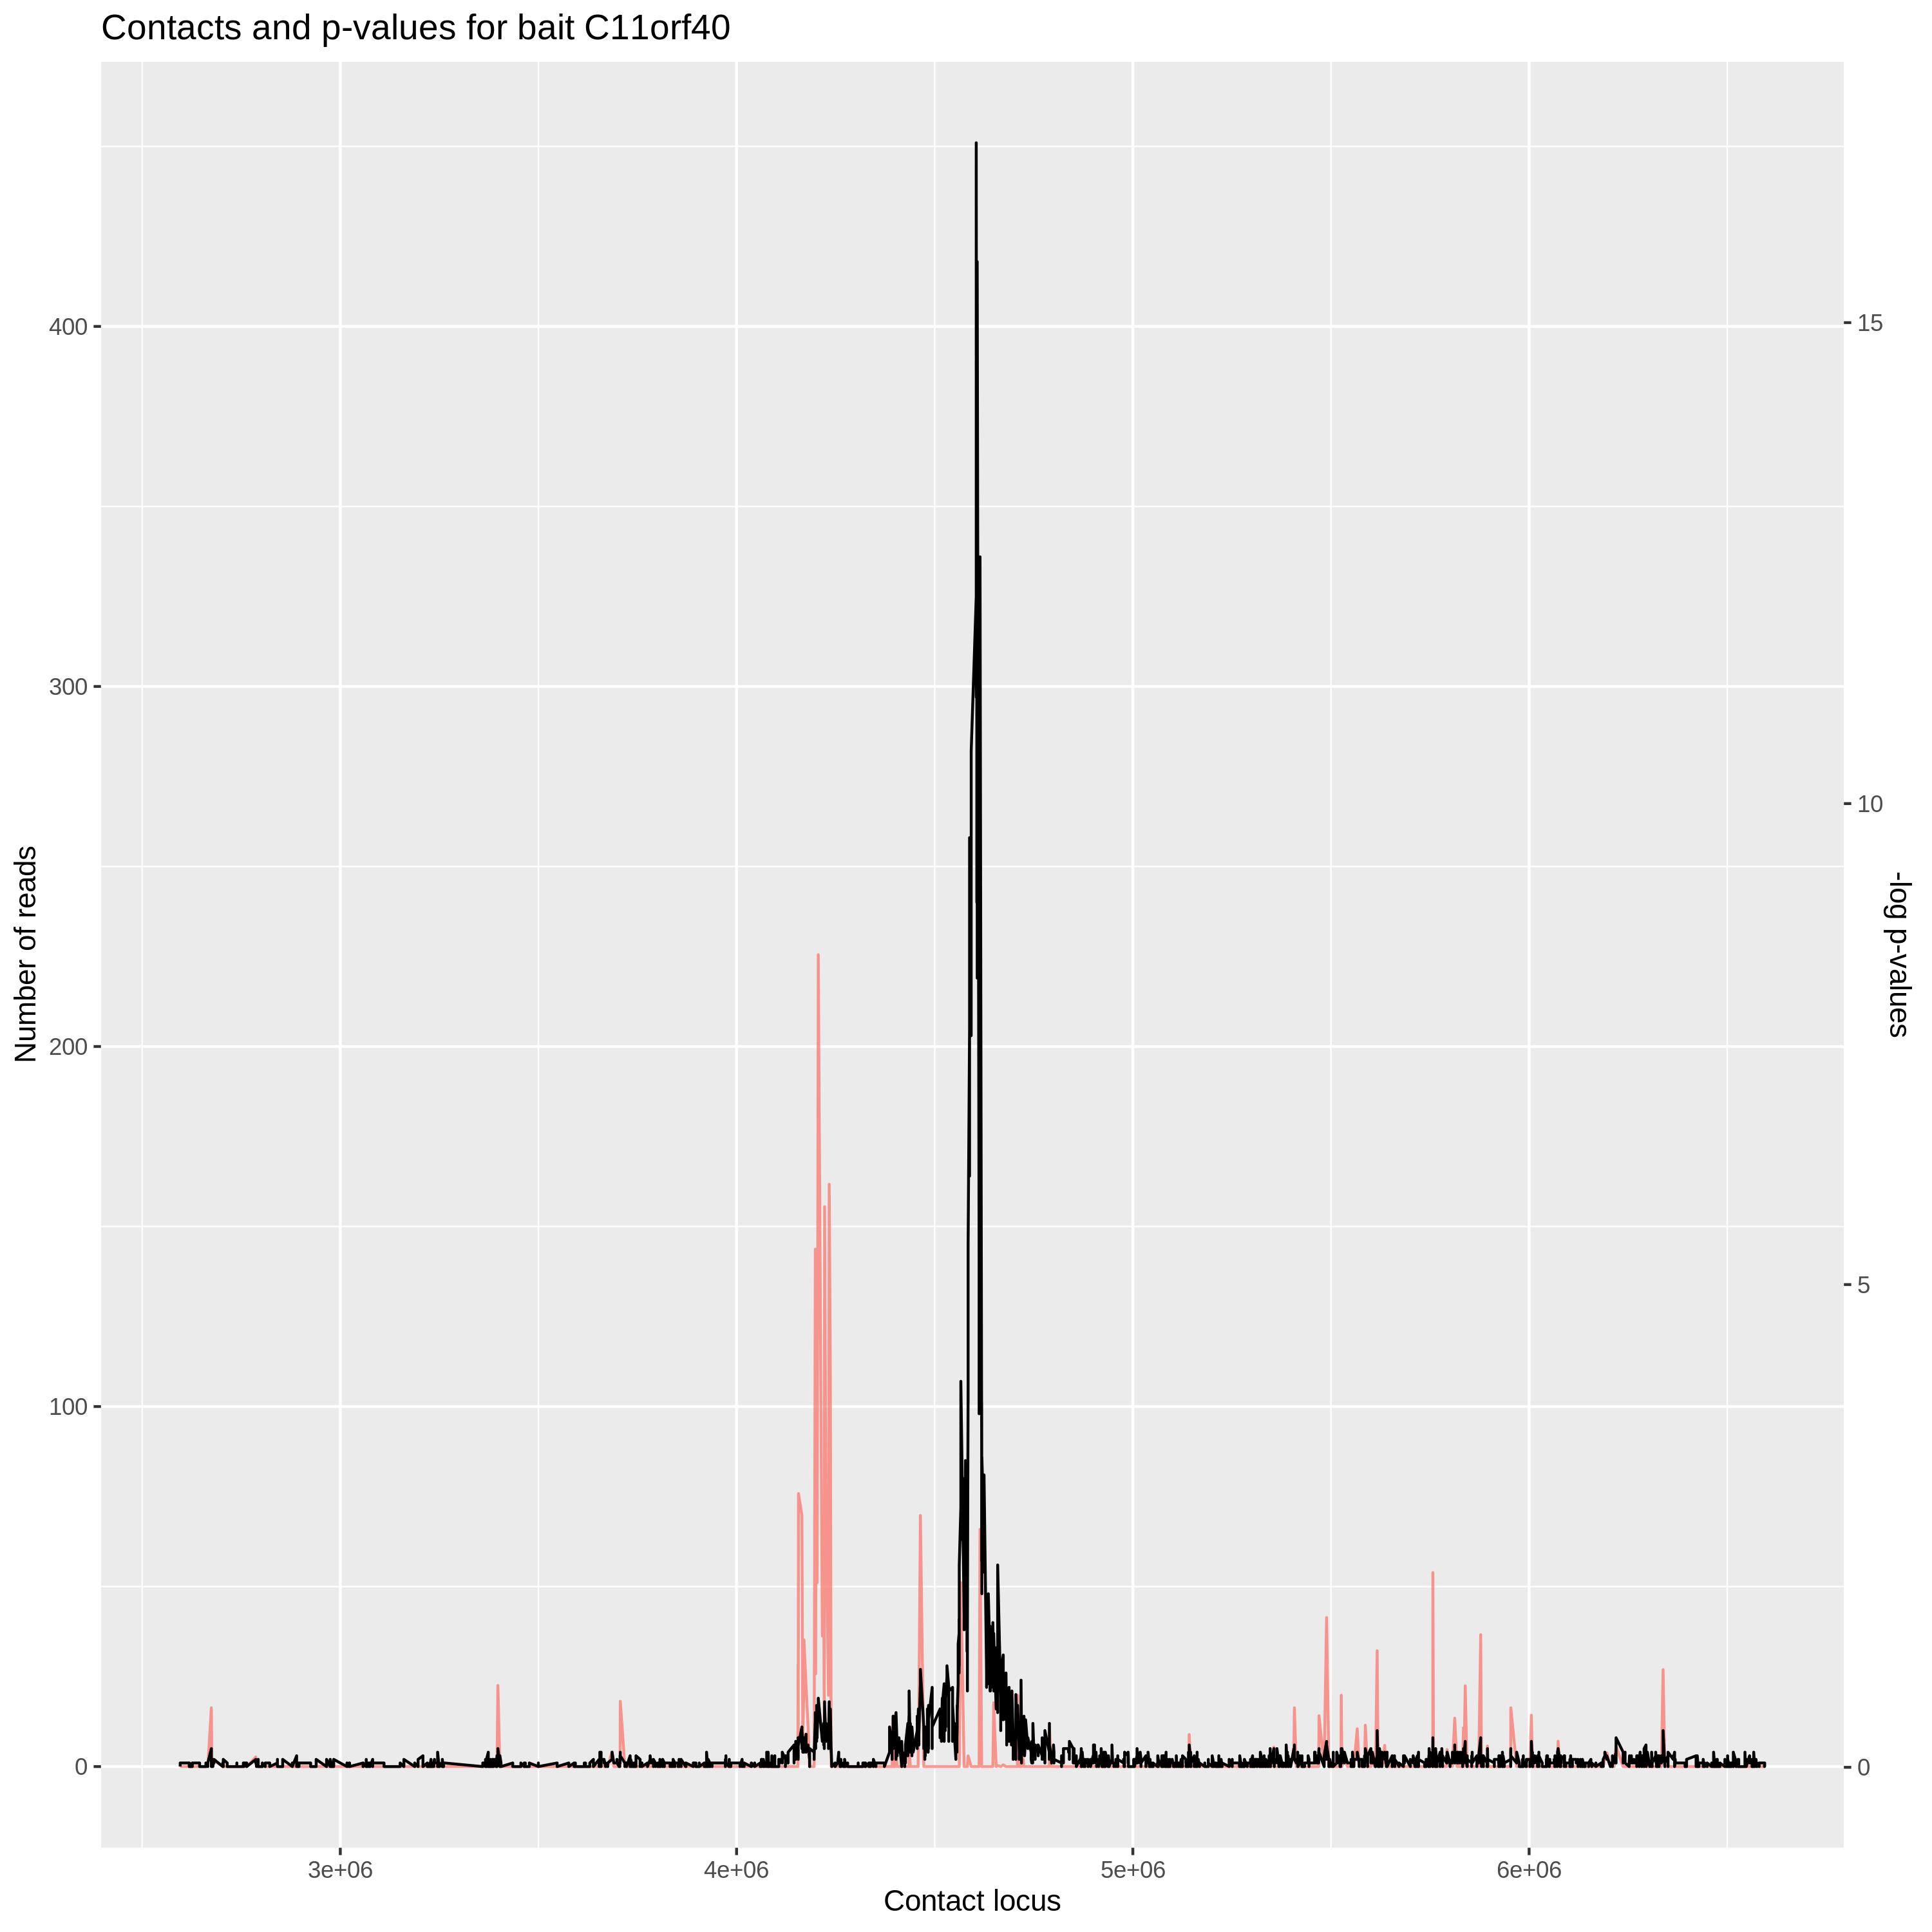 Contacts and p-values for bait C11orf40
400
300
200
100
0
Number of reads
15
10
5
0
-log p-values
3e+06
4e+06
5e+06
6e+06
Contact locus